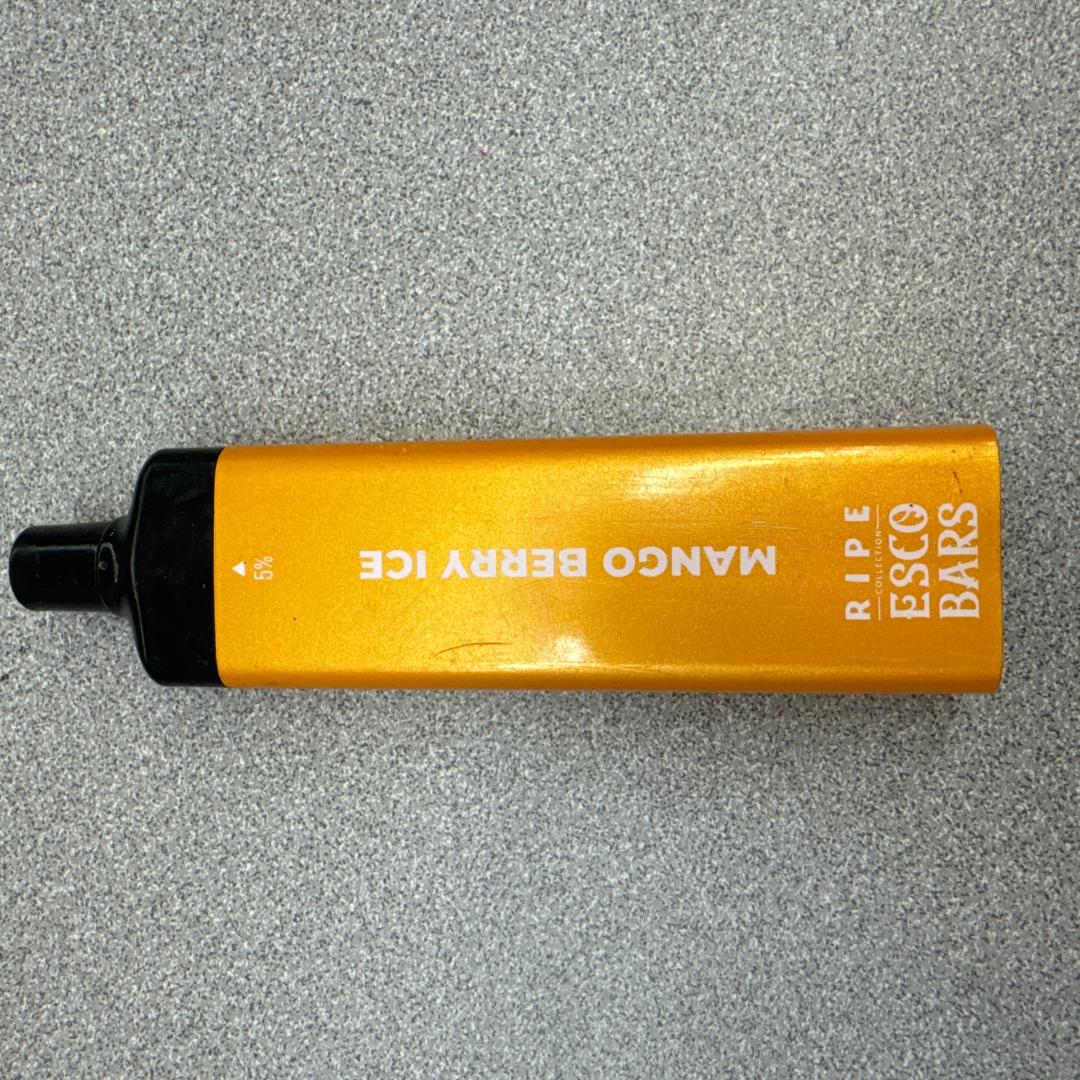 5%
MANGO BERRY ICE
RIPE
COLLECTION
ESCO
BARS